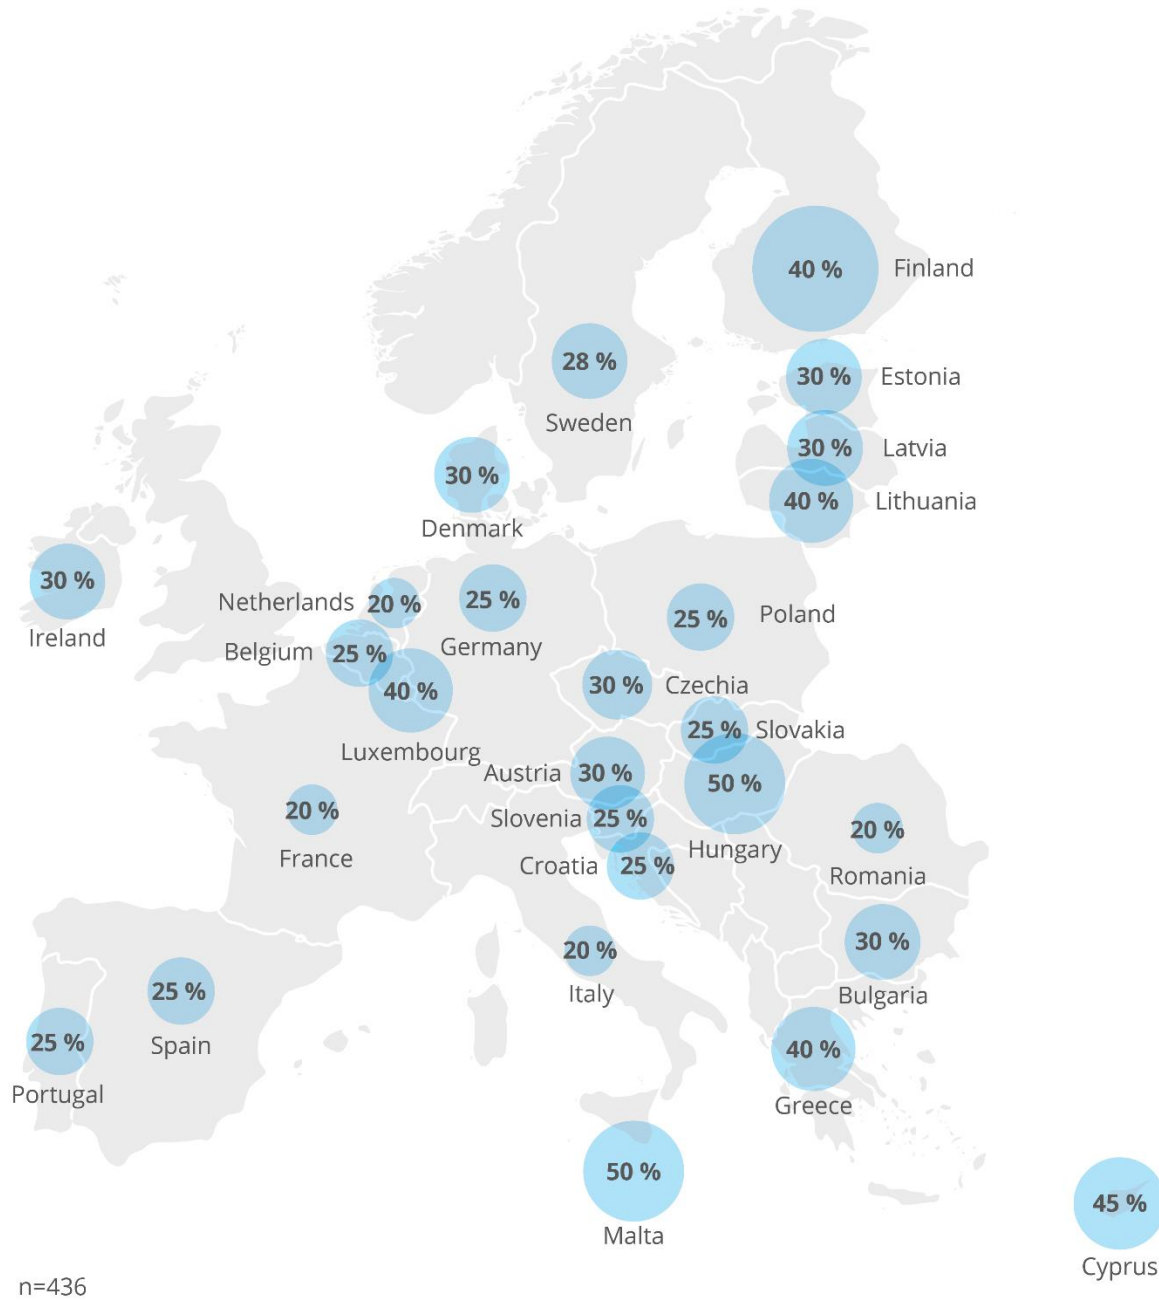 40 %
Finland
28 %
Sweden
30 %
Estonia
30 %
Latvia
40 %
Lithuania
30 %
Denmark
30 %
Ireland
Netherlands
20 %
25 %
Germany
25 %
Poland
Belgium
25 %
40 %
Luxembourg
30 %
Czechia
25 %
Slovakia
Austria
30 %
50 %
Hungary
Slovenia
25 %
Croatia
25 %
20 %
France
20 %
Romania
30 %
Bulgaria
20 %
Italy
25 %
Spain
25 %
Portugal
40 %
Greece
50 %
Malta
45 %
Cyprus
n=436